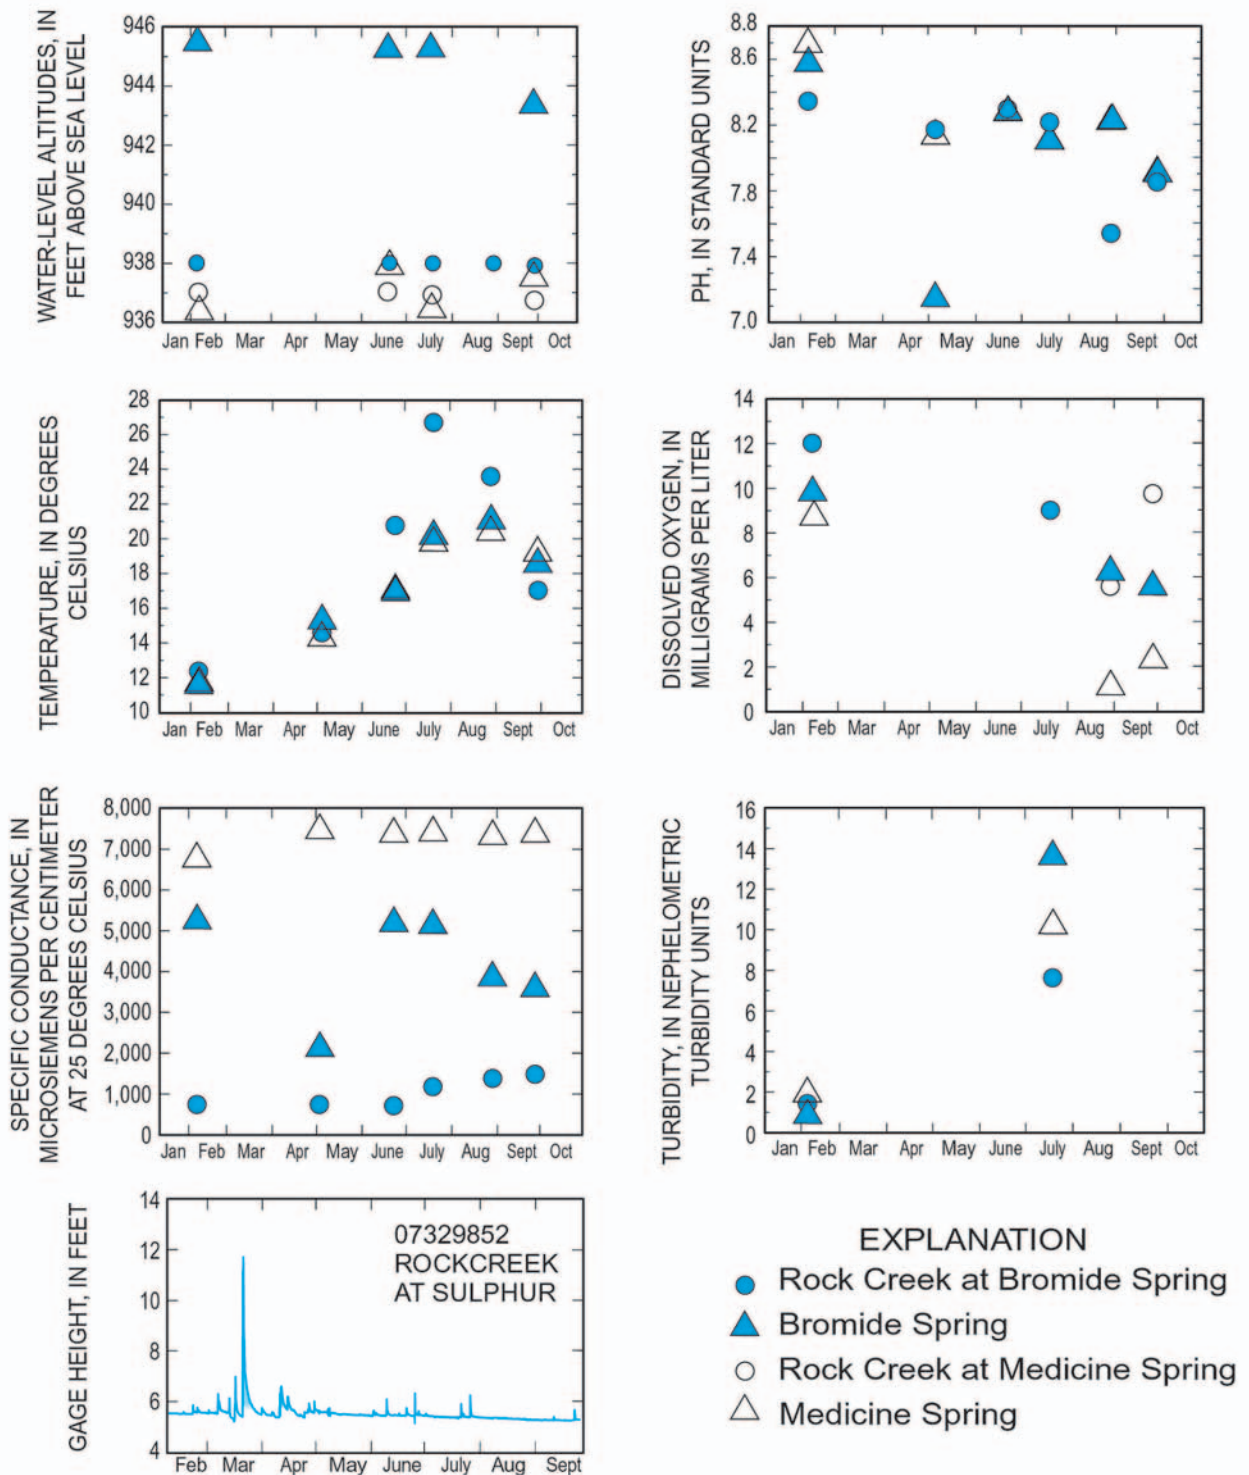 WATER-LEVEL ALTITUDES, IN
FEET ABOVE SEA LEVEL
946
944
942
940
938
936
Jan Feb Mar Apr May June July Aug Sept Oct
PH, IN STANDARD UNITS
8.8
8.6
8.2
7.8
7.4
7.0
Jan Feb Mar Apr May June July Aug Sept Oct
TEMPERATURE, IN DEGREES
CELSIUS
28
26
24
22
20
18
16
14
12
10
Jan Feb Mar Apr May June July Aug Sept Oct
DISSOLVED OXYGEN, IN
MILLIGRAMS PER LITER
14
12
10
8
6
4
2
0
Jan Feb Mar Apr May June July Aug Sept Oct
SPECIFIC CONDUCTANCE, IN
MICROSIEMENS PER CENTIMETER
AT 25 DEGREES CELSIUS
8,000
7,000
6,000
5,000
4,000
3,000
2,000
1,000
0
Jan Feb Mar Apr May June July Aug Sept Oct
TURBIDITY, IN NEPHELOMETRIC
TURBIDITY UNITS
16
14
12
10
8
6
4
2
0
Jan Feb Mar Apr May June July Aug Sept Oct
GAGE HEIGHT, IN FEET
14
12
10
8
6
4
07329852
ROCKCREEK
AT SULPHUR
Feb Mar Apr May June July Aug Sept
EXPLANATION
Rock Creek at Bromide Spring
Bromide Spring
Rock Creek at Medicine Spring
Medicine Spring